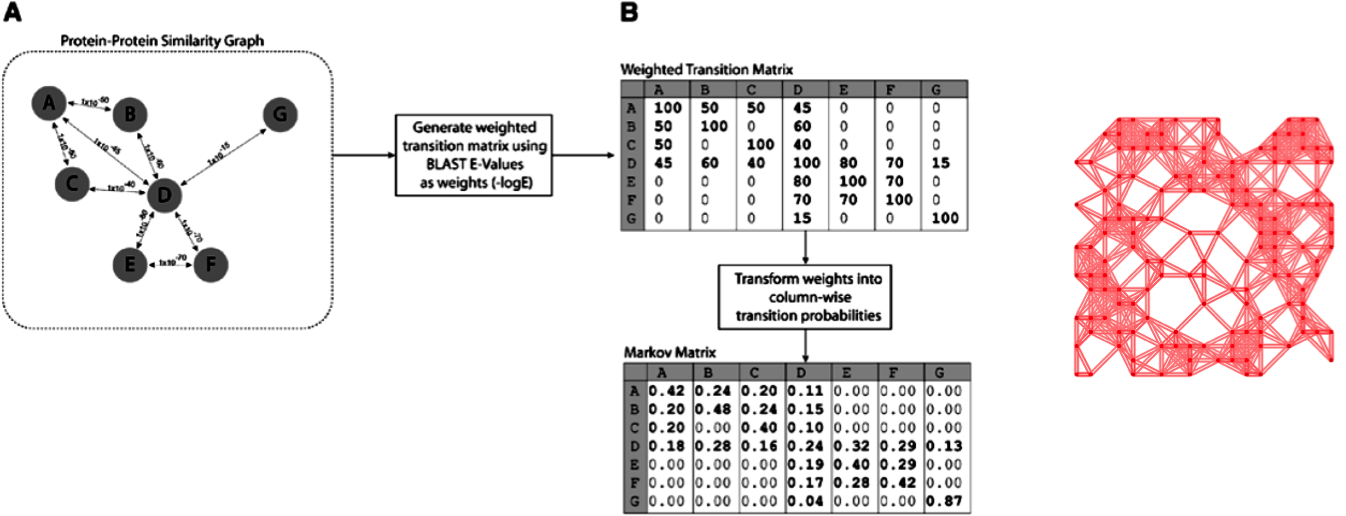 A
B
Protein-Protein Similarity Graph
A
B
G
C
D
E
F
1x10-45
1x10-15
1x10-40
1x10-70
1x10-70
Generate weighted
transition matrix using
BLAST E-Values
as weights (-logE)
Weighted Transition Matrix
A B C D E F G
A 100 50 50 45 0 0 0
B 50 100 0 60 0 0 0
C 50 0 100 40 0 0 0
D 45 60 40 100 80 70 15
E 0 0 0 80 100 70 0
F 0 0 0 70 70 100 0
G 0 0 0 15 0 0 100
Transform weights into
column-wise
transition probabilities
Markov Matrix
A B C D E F G
A 0.42 0.24 0.20 0.11 0.00 0.00 0.00
B 0.20 0.48 0.24 0.15 0.00 0.00 0.00
C 0.20 0.00 0.40 0.10 0.00 0.00 0.00
D 0.18 0.28 0.16 0.24 0.32 0.29 0.13
E 0.00 0.00 0.00 0.19 0.40 0.29 0.00
F 0.00 0.00 0.00 0.17 0.28 0.42 0.00
G 0.00 0.00 0.00 0.04 0.00 0.00 0.87